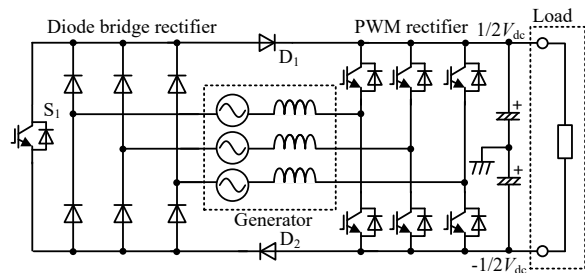 Diode bridge rectifier
PWM rectifier
1/2Vdc
Load
D1
S1
+
+
Generator
D2
-1/2Vdc